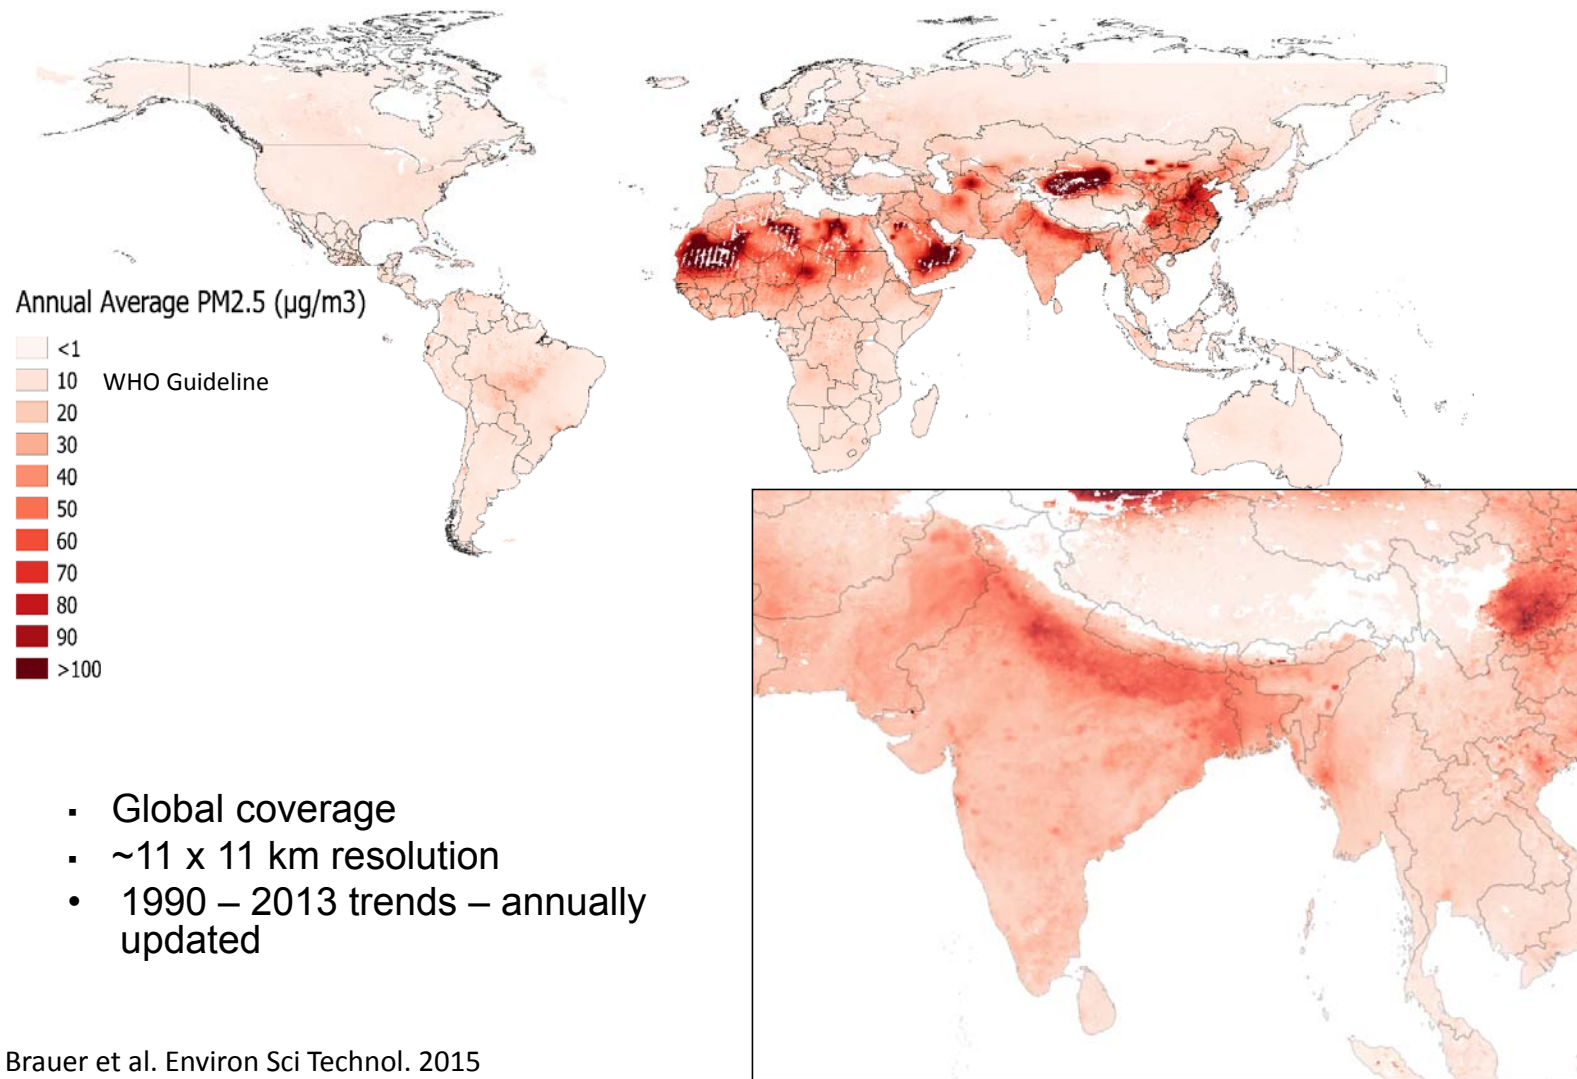 Annual Average PM2.5 (µg/m3)
<1
10 WHO Guideline
20
30
40
50
60
70
80
90
>100
▪ Global coverage
▪ ~11 x 11 km resolution
• 1990 – 2013 trends – annually
updated
Brauer et al. Environ Sci Technol. 2015